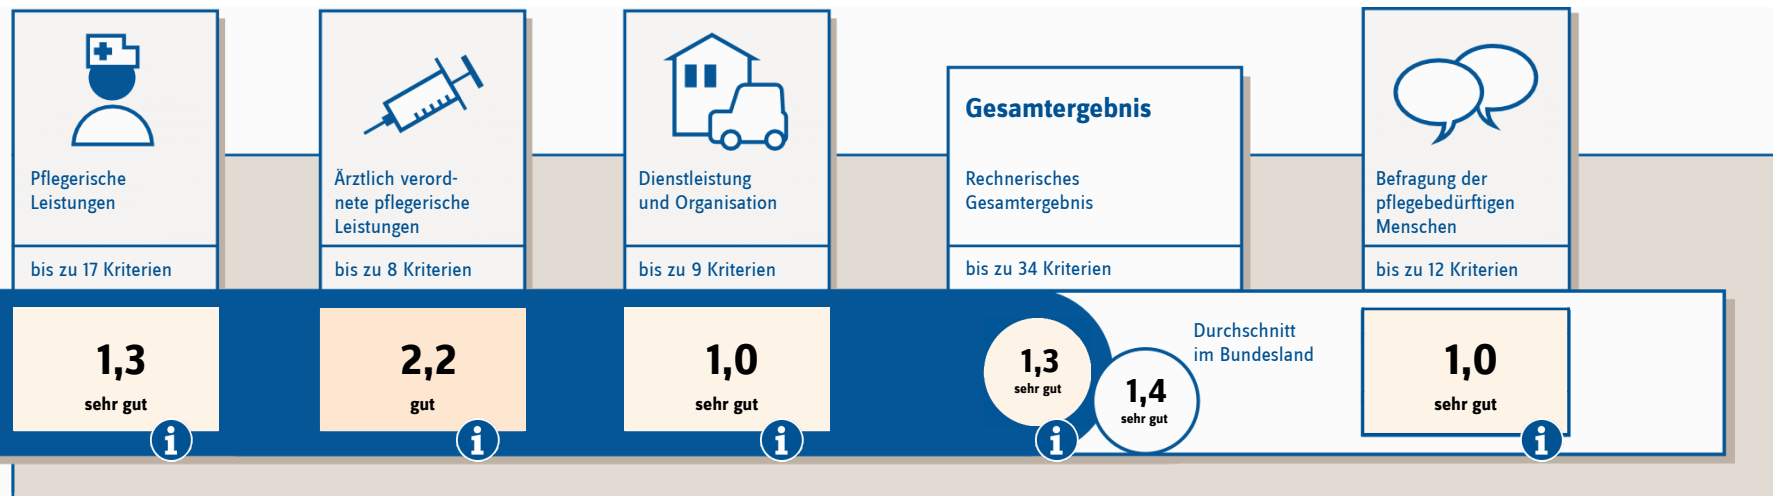 Pflegerische
Leistungen
bis zu 17 Kriterien
1,3
sehr gut
i
Ärztlich verord-
nete pflegerische
Leistungen
bis zu 8 Kriterien
2,2
gut
i
Dienstleistung
und Organisation
bis zu 9 Kriterien
1,0
sehr gut
i
Gesamtergebnis
Rechnerisches
Gesamtergebnis
bis zu 34 Kriterien
1,3
sehr gut
i
1,4
sehr gut
Durchschnitt
im Bundesland
Befragung der
pflegebedürftigen
Menschen
bis zu 12 Kriterien
1,0
sehr gut
i